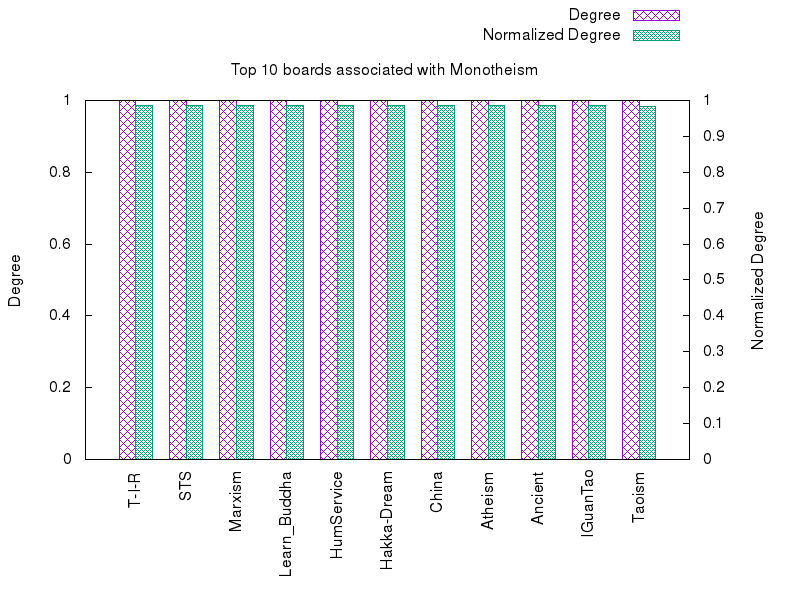 Degree
Normalized Degree
Top 10 boards associated with Monotheism
1
0.8
0.6
0.4
0.2
0
1
0.9
0.8
0.7
0.6
0.5
0.4
0.3
0.2
0.1
0
Degree
Normalized Degree
T-I-R
STS
Marxism
Learn_Buddha
HumService
Hakka-Dream
China
Atheism
Ancient
IGuanTao
Taoism